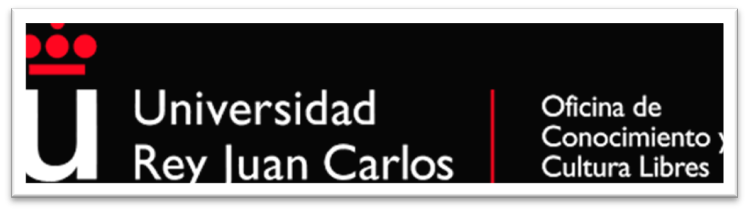 u
Universidad
Rey Juan Carlos
Oficina de
Conocimiento y
Cultura Libres